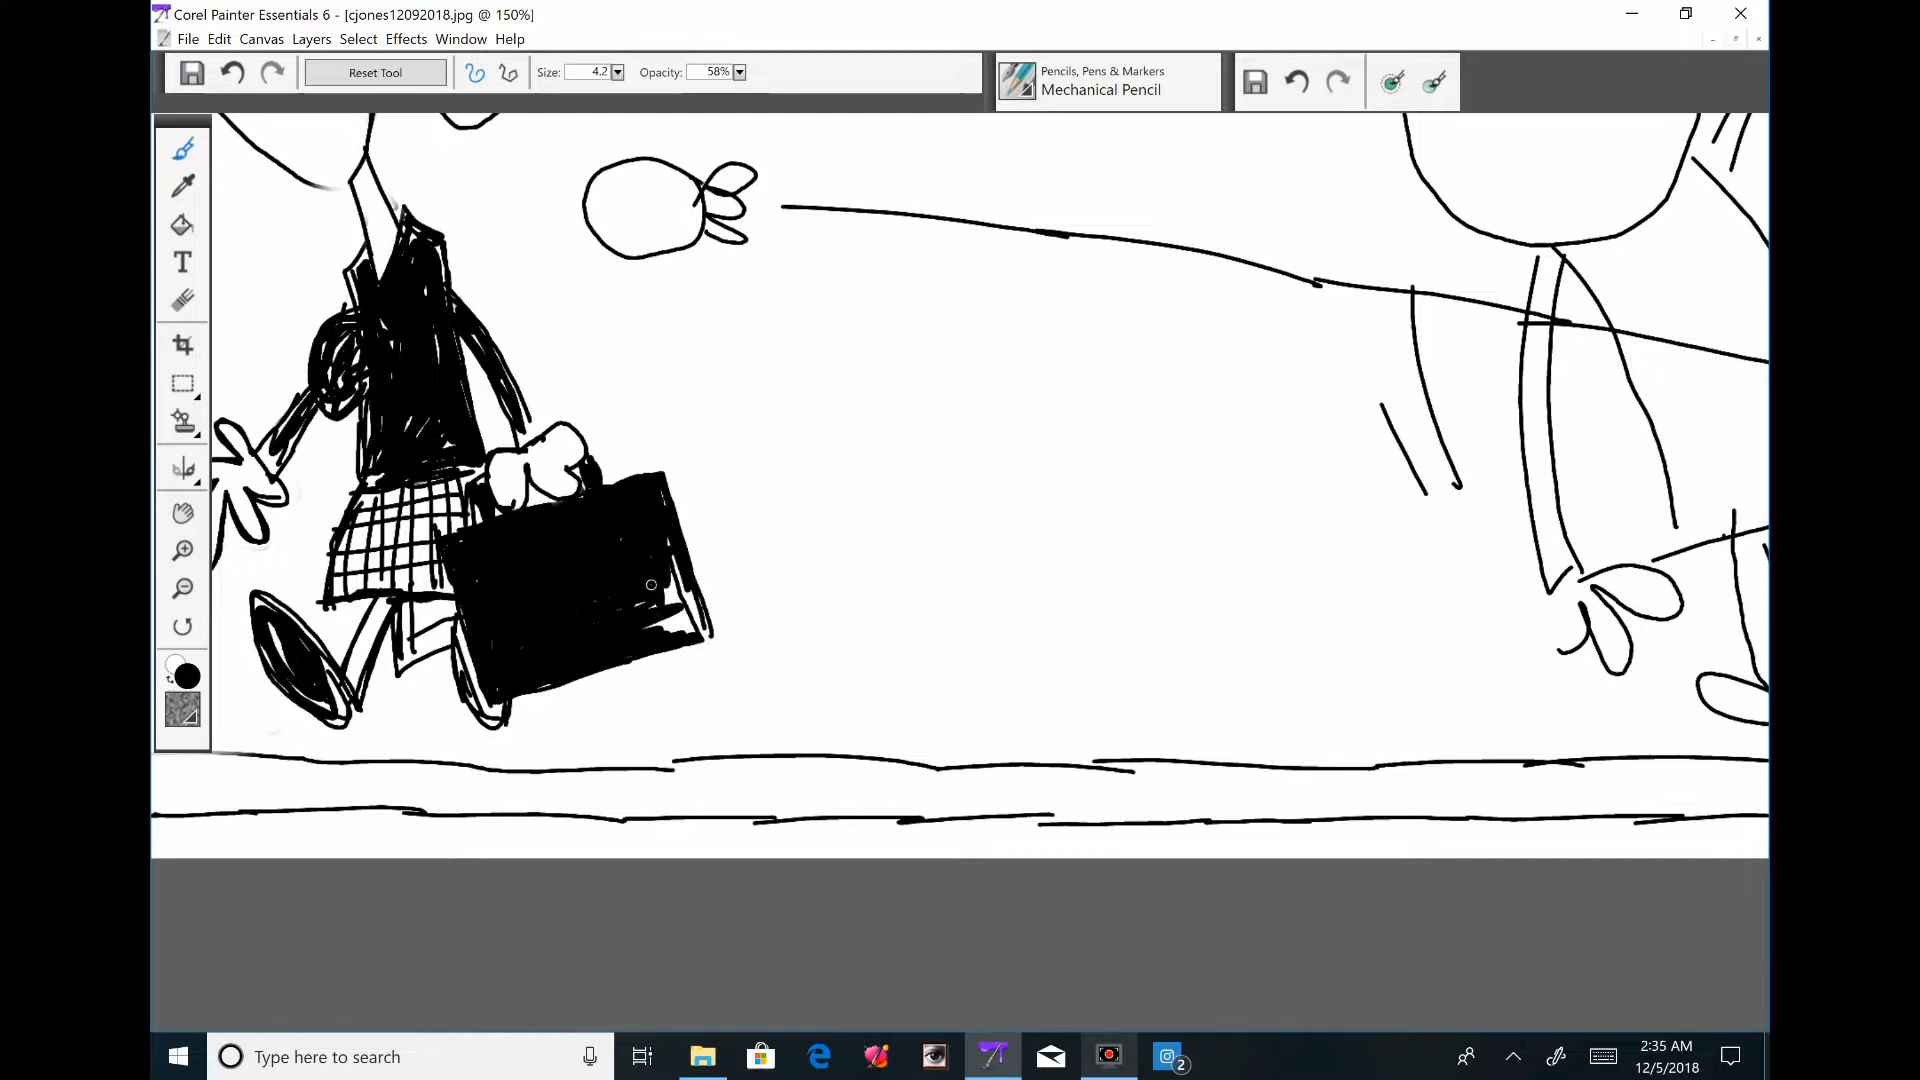 Corel Painter Essentials 6 - [cjones12092018.jpg @ 150%]
File Edit Canvas Layers Select Effects Window Help
Reset Tool
Size: 4.2
Opacity: 58%
Pencils, Pens & Markers
Mechanical Pencil
T
Type here to search
2
2:35 AM
12/5/2018